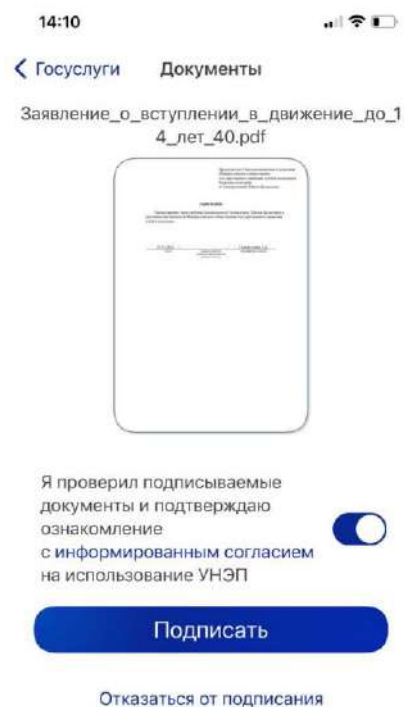 14:10
Госуслуги Документы
Заявление_о_вступлении_в_движение_до_1
4_лет_40.pdf
Я проверил подписываемые
документы и подтверждаю
ознакомление
с информированным согласием
на использование УНЭП
Подписать
Отказаться от подписания